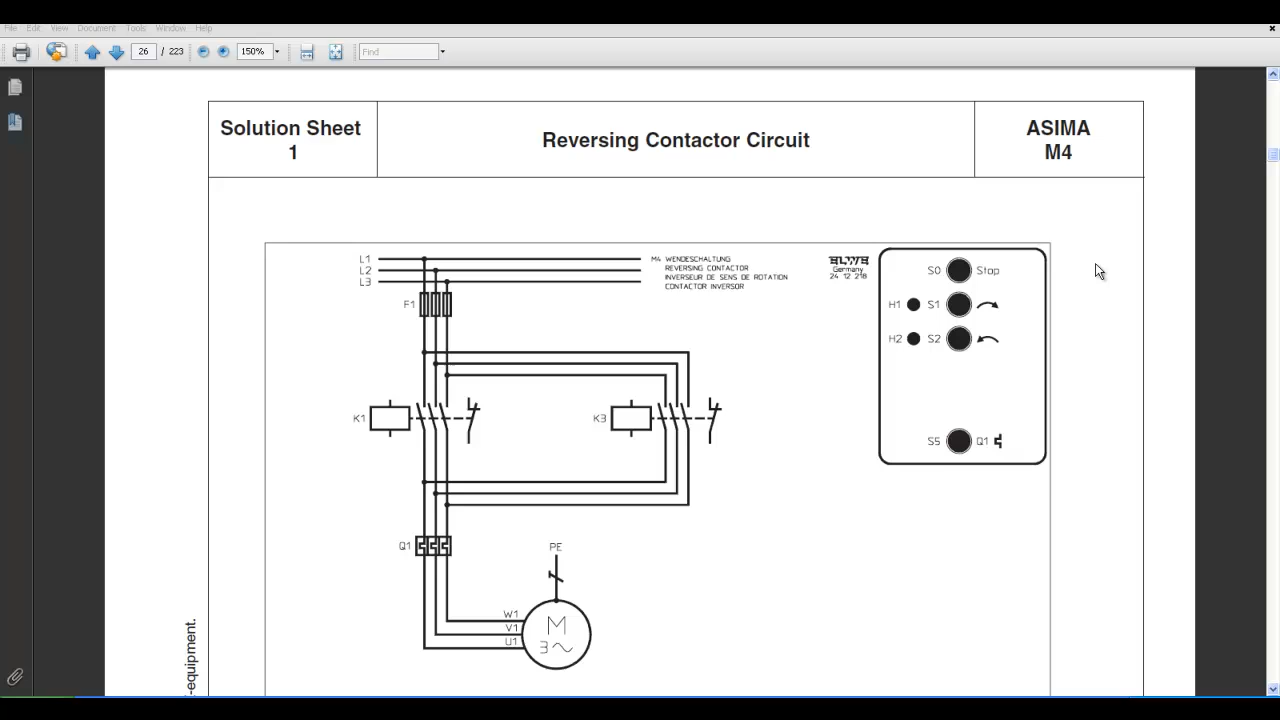 File Edit View Document Tools Window Help
26 / 223 150% Find
Solution Sheet
1
Reversing Contactor Circuit
ASIMA
M4
L1
L2
L3
M4 WENDESCHALTUNG
REVERSING CONTACTOR
INVERSEUR DE SENS DE ROTATION
CONTACTOR INVERSOR
ELWE
Germany
24 12 218
S0 Stop
H1 S1
H2 S2
S5 Q1
F1
K1
K3
Q1
PE
W1
V1
U1
M
3~
-equipment.